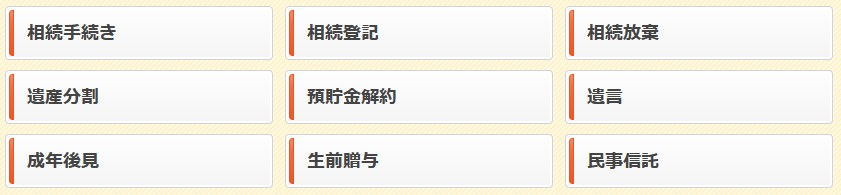 相続手続き
相続登記
相続放棄
遺産分割
預貯金解約
遺言
成年後見
生前贈与
民事信託